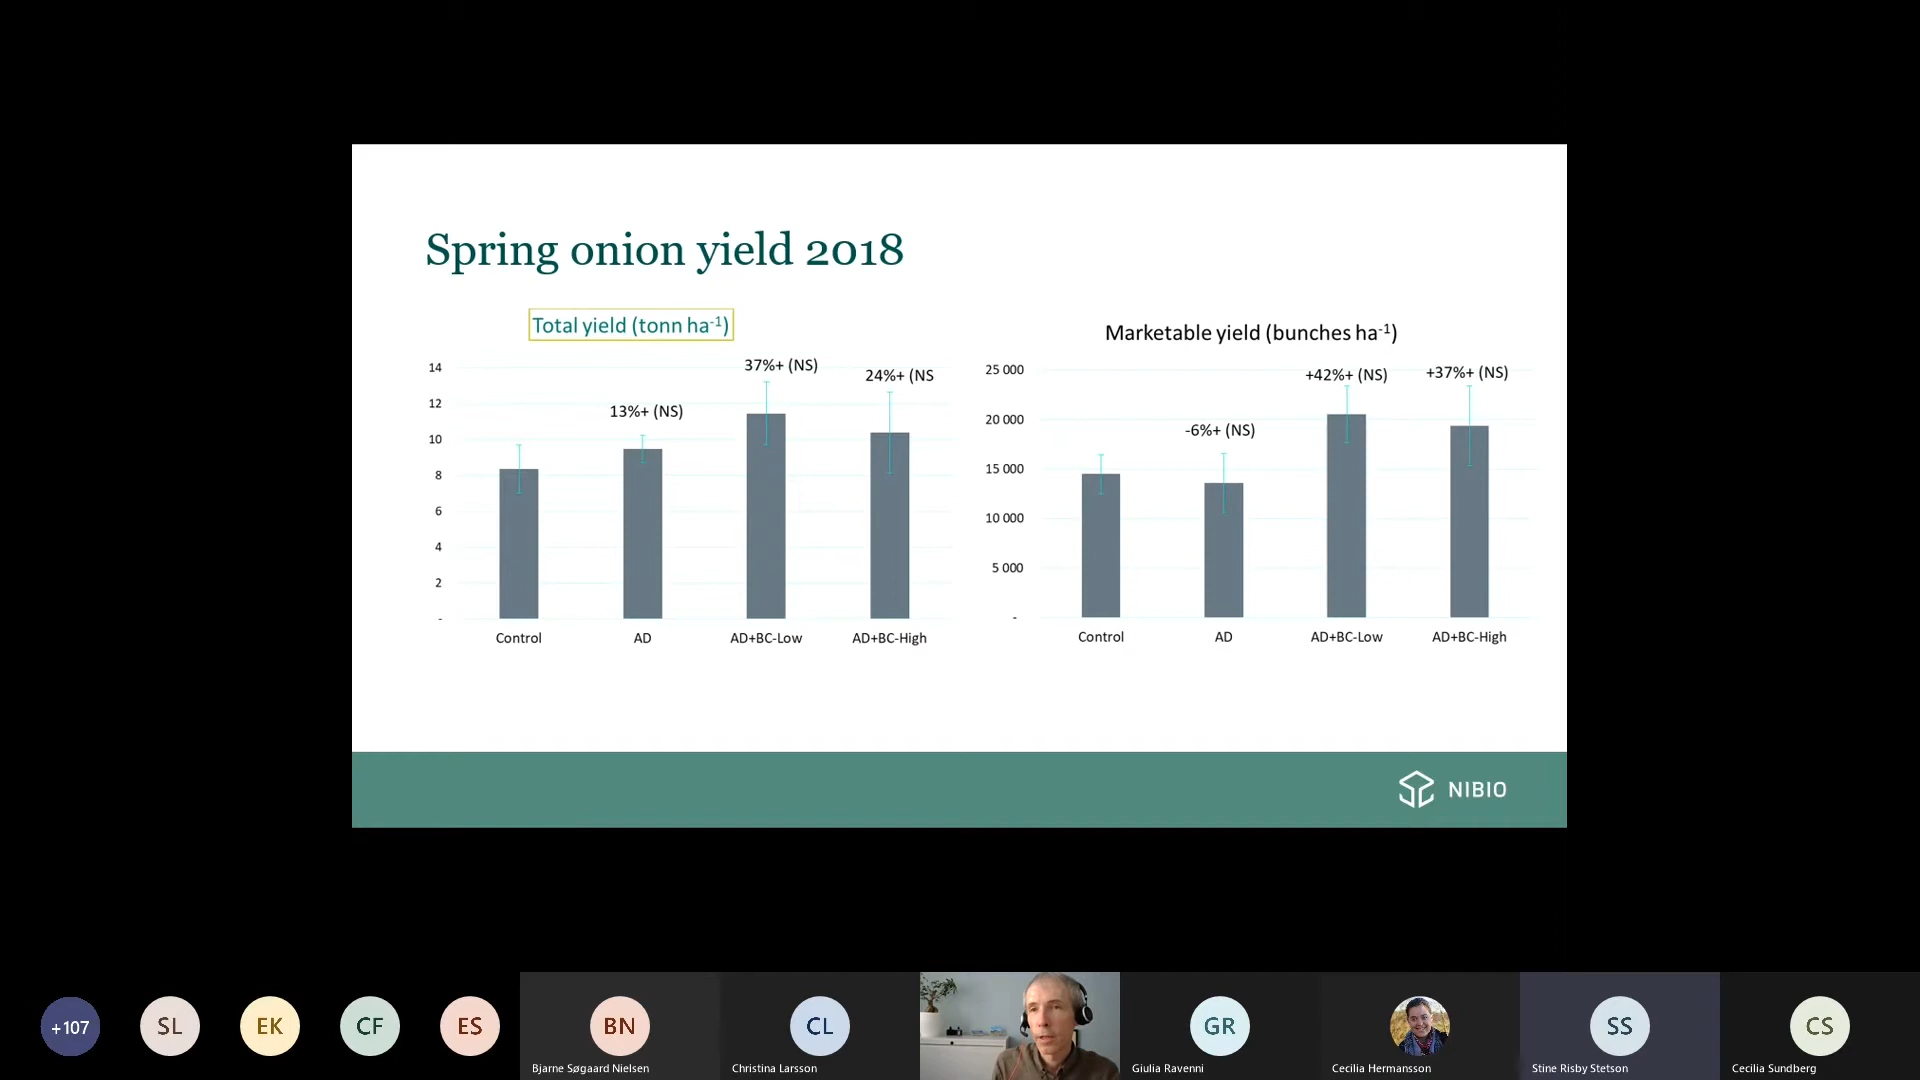 Spring onion yield 2018
Total yield (tonn ha-1)
14
12
10
8
6
4
2
-
13%+ (NS)
37%+ (NS)
24%+ (NS
Control
AD
AD+BC-Low
AD+BC-High
Marketable yield (bunches ha-1)
25 000
20 000
15 000
10 000
5 000
-
-6%+ (NS)
+42%+ (NS)
+37%+ (NS)
Control
AD
AD+BC-Low
AD+BC-High
NIBIO
+107
SL
EK
CF
ES
BN
Bjarne Søgaard Nielsen
CL
Christina Larsson
GR
Giulia Ravenni
Cecilia Hermansson
SS
Stine Risby Stetson
CS
Cecilia Sundberg